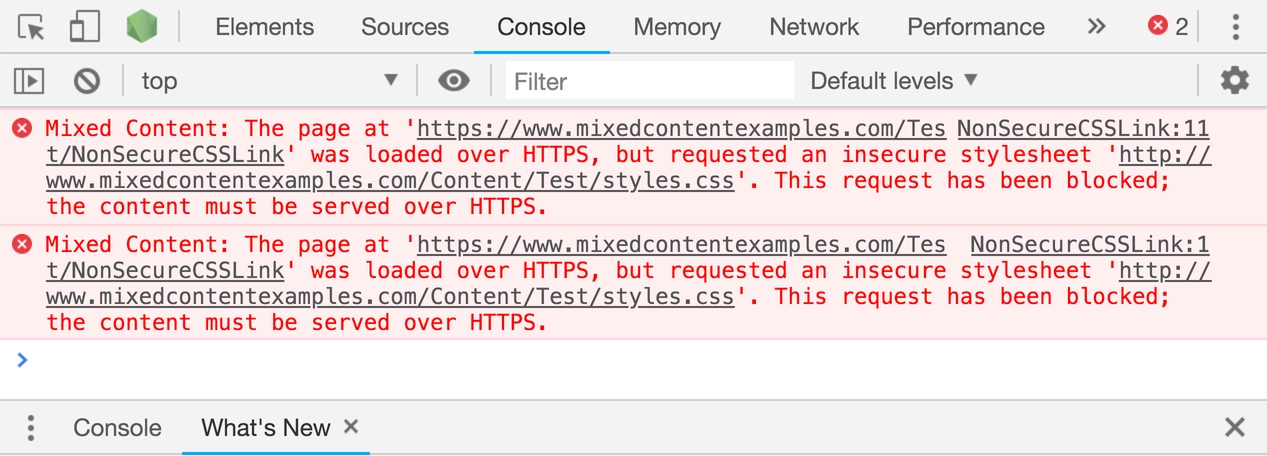 Elements Sources Console Memory Network Performance » 2
top ▼ Filter Default levels ▼
Mixed Content: The page at 'https://www.mixedcontentexamples.com/Tes NonSecureCSSLink:11
t/NonSecureCSSLink' was loaded over HTTPS, but requested an insecure stylesheet 'http://
www.mixedcontentexamples.com/Content/Test/styles.css'. This request has been blocked;
the content must be served over HTTPS.
Mixed Content: The page at 'https://www.mixedcontentexamples.com/Tes NonSecureCSSLink:1
t/NonSecureCSSLink' was loaded over HTTPS, but requested an insecure stylesheet 'http://
www.mixedcontentexamples.com/Content/Test/styles.css'. This request has been blocked;
the content must be served over HTTPS.
Console What's New